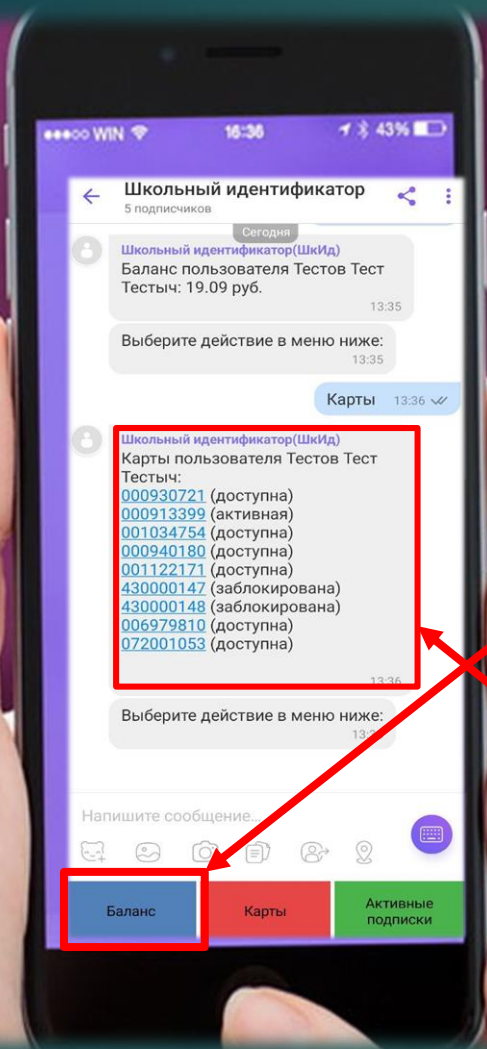 WIN 16:36 43%
Школьный идентификатор
5 подписчиков
Сегодня
Школьный идентификатор(ШкИд)
Баланс пользователя Тестов Тест
Тестыч: 19.09 руб.
13:35
Выберите действие в меню ниже:
13:35
Карты 13:36
Школьный идентификатор(ШкИд)
Карты пользователя Тестов Тест
Тестыч:
000930721 (доступна)
000913399 (активная)
001034754 (доступна)
000940180 (доступна)
001122171 (доступна)
430000147 (заблокирована)
430000148 (заблокирована)
006979810 (доступна)
072001053 (доступна)
13:36
Выберите действие в меню ниже:
Напишите сообщение...
Баланс
Карты
Активные
подписки